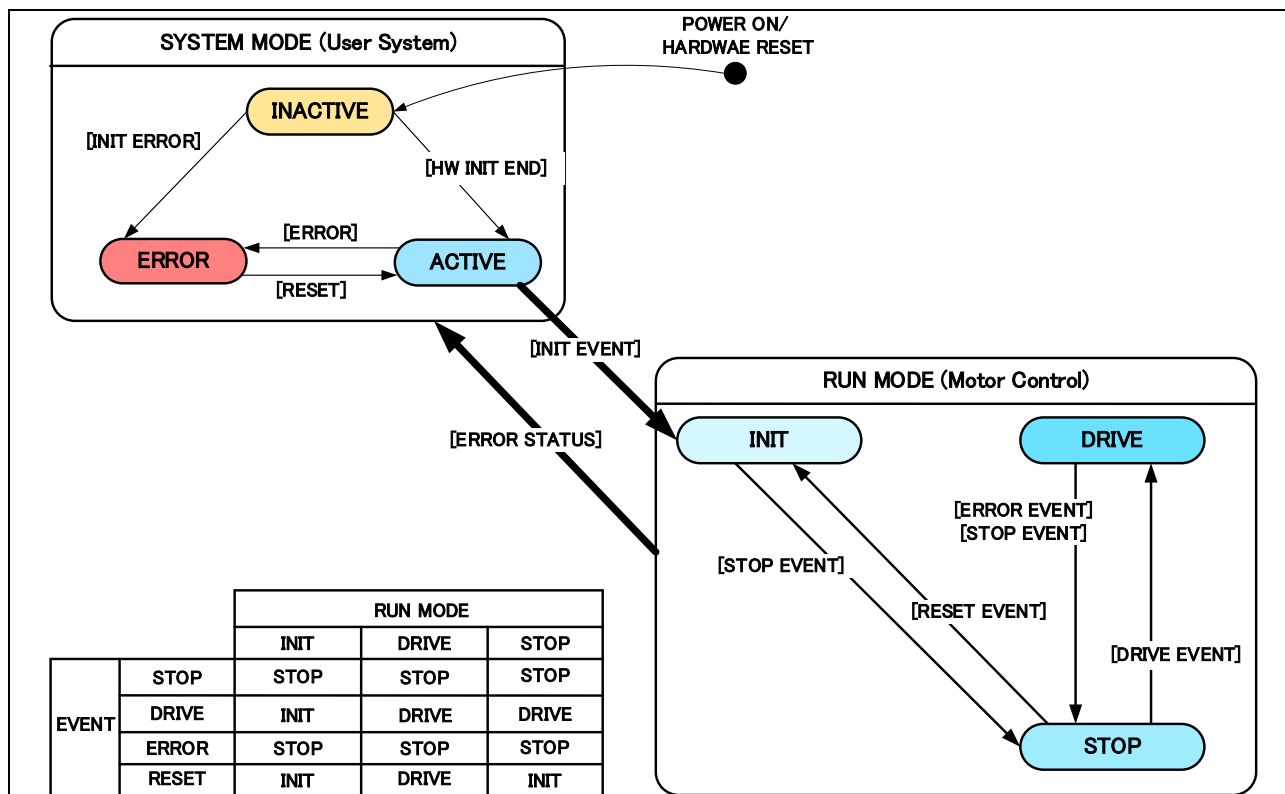 POWER ON/
HARDWAE RESET
SYSTEM MODE (User System)
INACTIVE
[INIT ERROR]
[HW INIT END]
[ERROR]
ERROR
ACTIVE
[RESET]
[INIT EVENT]
[ERROR STATUS]
RUN MODE (Motor Control)
INIT
DRIVE
[ERROR EVENT]
[STOP EVENT]
[STOP EVENT]
[RESET EVENT]
[DRIVE EVENT]
STOP
RUN MODE
INIT DRIVE STOP
EVENT
STOP STOP STOP STOP
DRIVE INIT DRIVE DRIVE
ERROR STOP STOP STOP
RESET INIT DRIVE INIT